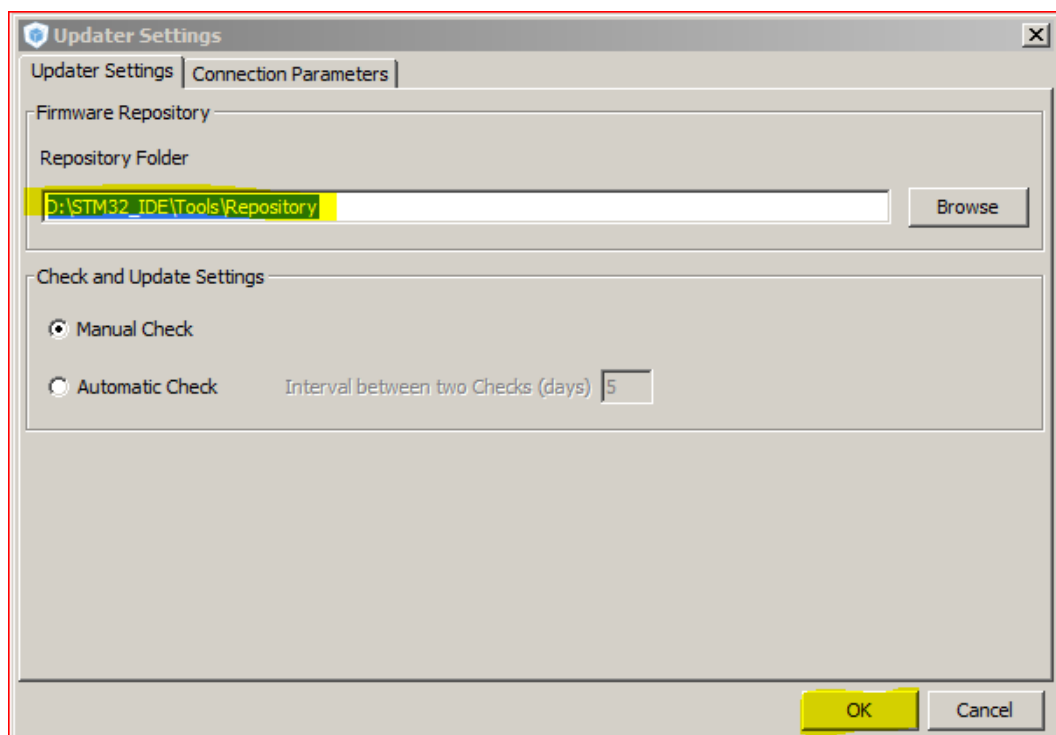 Updater Settings
Updater Settings Connection Parameters
Firmware Repository
Repository Folder
D:\STM32_IDE\Tools\Repository Browse
Check and Update Settings
Manual Check
Automatic Check Interval between two Checks (days) 5
OK Cancel